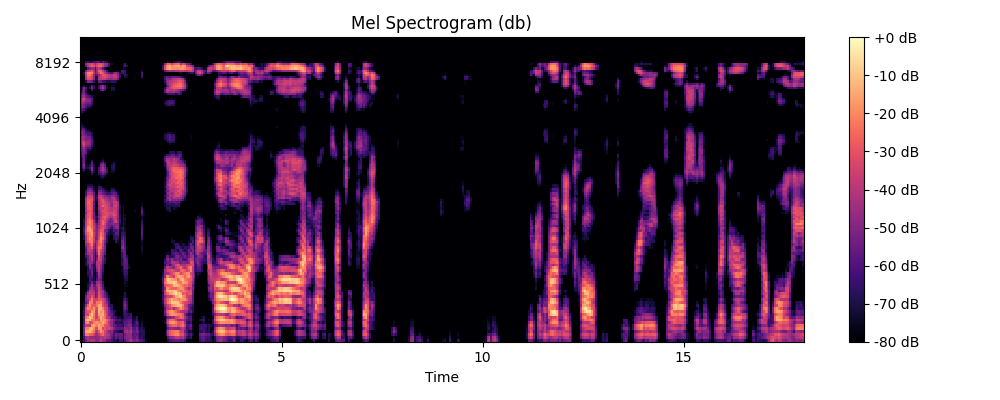 Mel Spectrogram (db)
+0 dB
8192
-10 dB
4096
-20 dB
-30 dB
2048
Hz
-40 dB
1024
-50 dB
-60 dB
512
-70 dB
0
-80 dB
0 5 10 15
Time